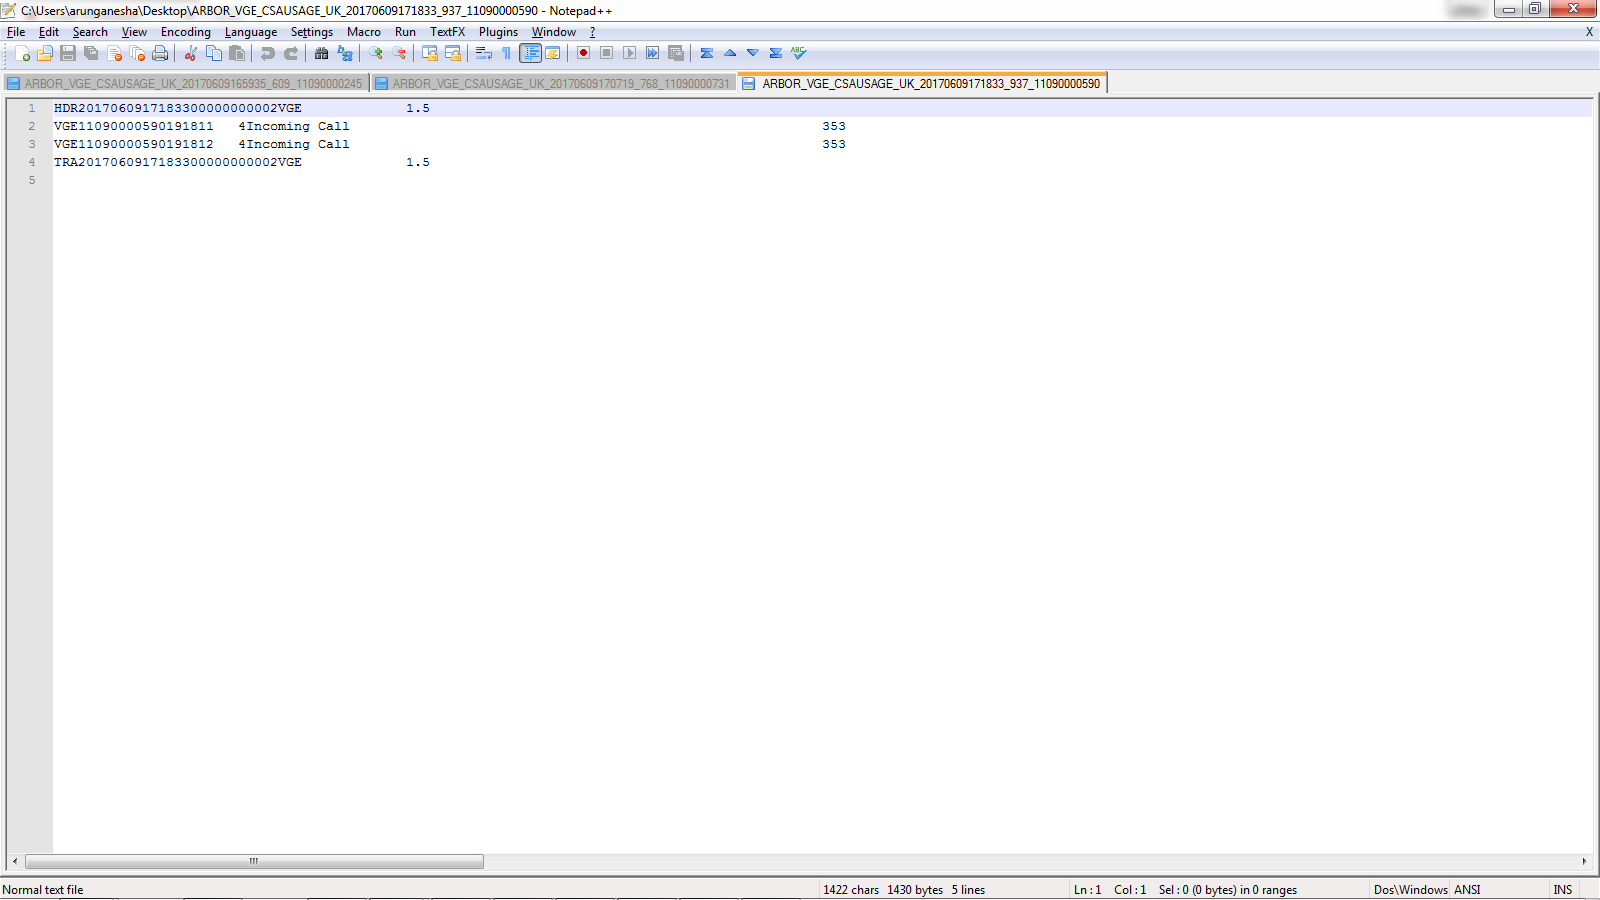 C:\Users\arunganesha\Desktop\ARBOR_VGE_CSAUSAGE_UK_20170609171833_937_11090000590 - Notepad++
File Edit Search View Encoding Language Settings Macro Run TextFX Plugins Window ? X
ARBOR_VGE_CSAUSAGE_UK_20170609165935_609_11090000245 ARBOR_VGE_CSAUSAGE_UK_20170609170719_768_11090000731 ARBOR_VGE_CSAUSAGE_UK_20170609171833_937_11090000590
1 HDR2017060917183300000000002VGE 1.5
2 VGE11090000590191811 4Incoming Call 353
3 VGE11090000590191812 4Incoming Call 353
4 TRA2017060917183300000000002VGE 1.5
5
Normal text file 1422 chars 1430 bytes 5 lines Ln : 1 Col : 1 Sel : 0 (0 bytes) in 0 ranges Dos\Windows ANSI INS